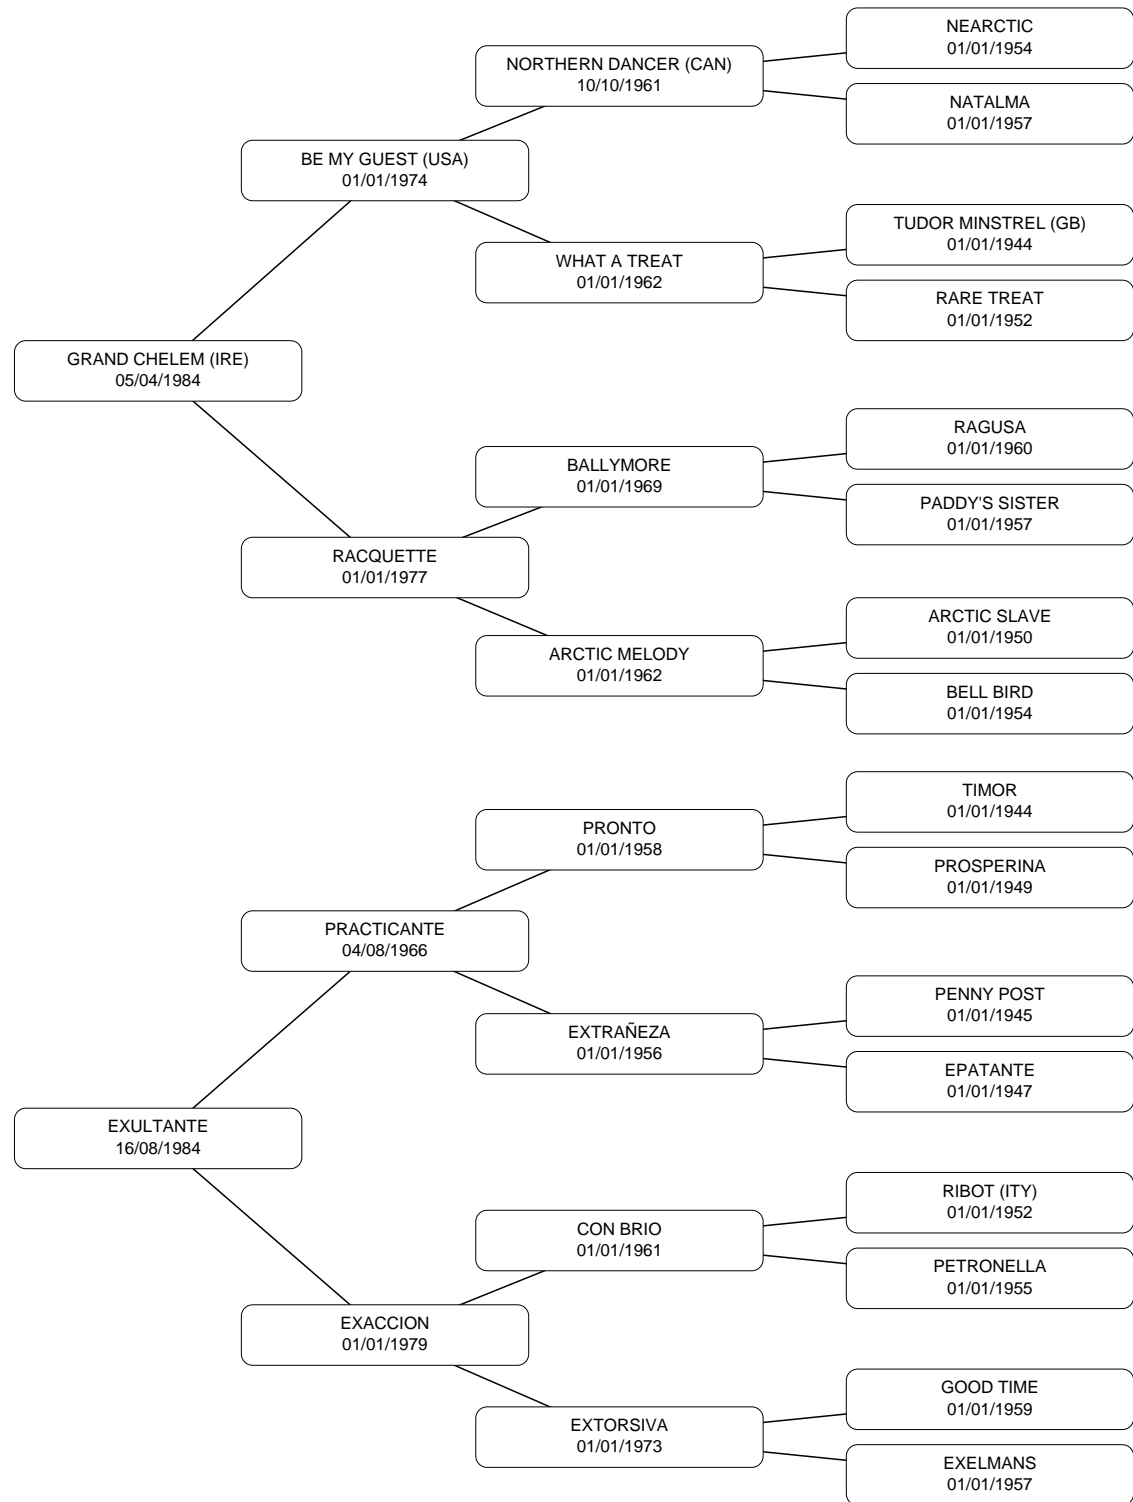 NEARCTIC
01/01/1954
NORTHERN DANCER (CAN)
10/10/1961
NATALMA
01/01/1957
BE MY GUEST (USA)
01/01/1974
TUDOR MINSTREL (GB)
01/01/1944
WHAT A TREAT
01/01/1962
RARE TREAT
01/01/1952
GRAND CHELEM (IRE)
05/04/1984
RAGUSA
01/01/1960
BALLYMORE
01/01/1969
PADDY'S SISTER
01/01/1957
RACQUETTE
01/01/1977
ARCTIC SLAVE
01/01/1950
ARCTIC MELODY
01/01/1962
BELL BIRD
01/01/1954
TIMOR
01/01/1944
PRONTO
01/01/1958
PROSPERINA
01/01/1949
PRACTICANTE
04/08/1966
PENNY POST
01/01/1945
EXTRAÑEZA
01/01/1956
EPATANTE
01/01/1947
EXULTANTE
16/08/1984
RIBOT (ITY)
01/01/1952
CON BRIO
01/01/1961
PETRONELLA
01/01/1955
EXACCION
01/01/1979
GOOD TIME
01/01/1959
EXTORSIVA
01/01/1973
EXELMANS
01/01/1957